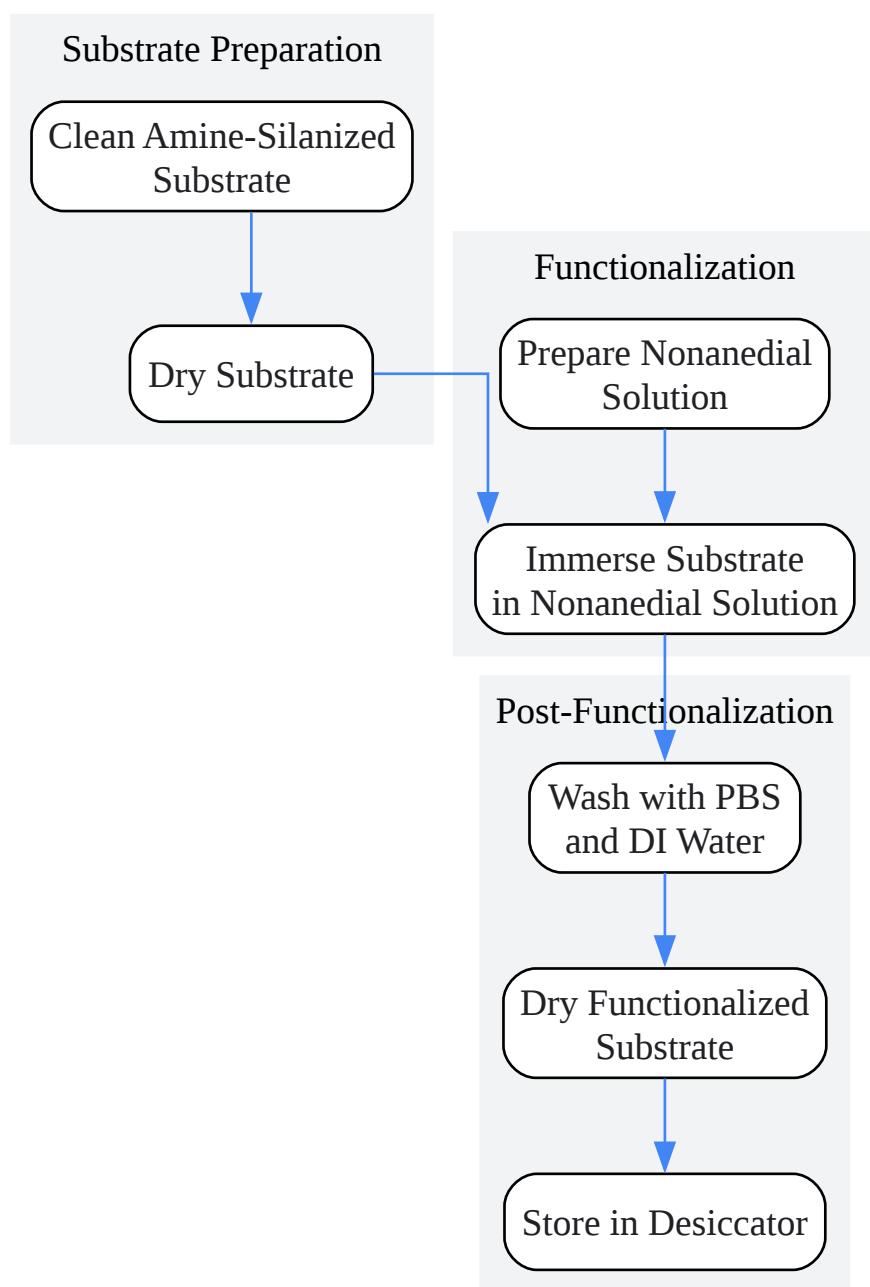 Substrate Preparation
Clean Amine-Silanized
Substrate
Dry Substrate
Functionalization
Prepare Nonanedial
Solution
Immerse Substrate
in Nonanedial Solution
Post-Functionalization
Wash with PBS
and DI Water
Dry Functionalized
Substrate
Store in Desiccator